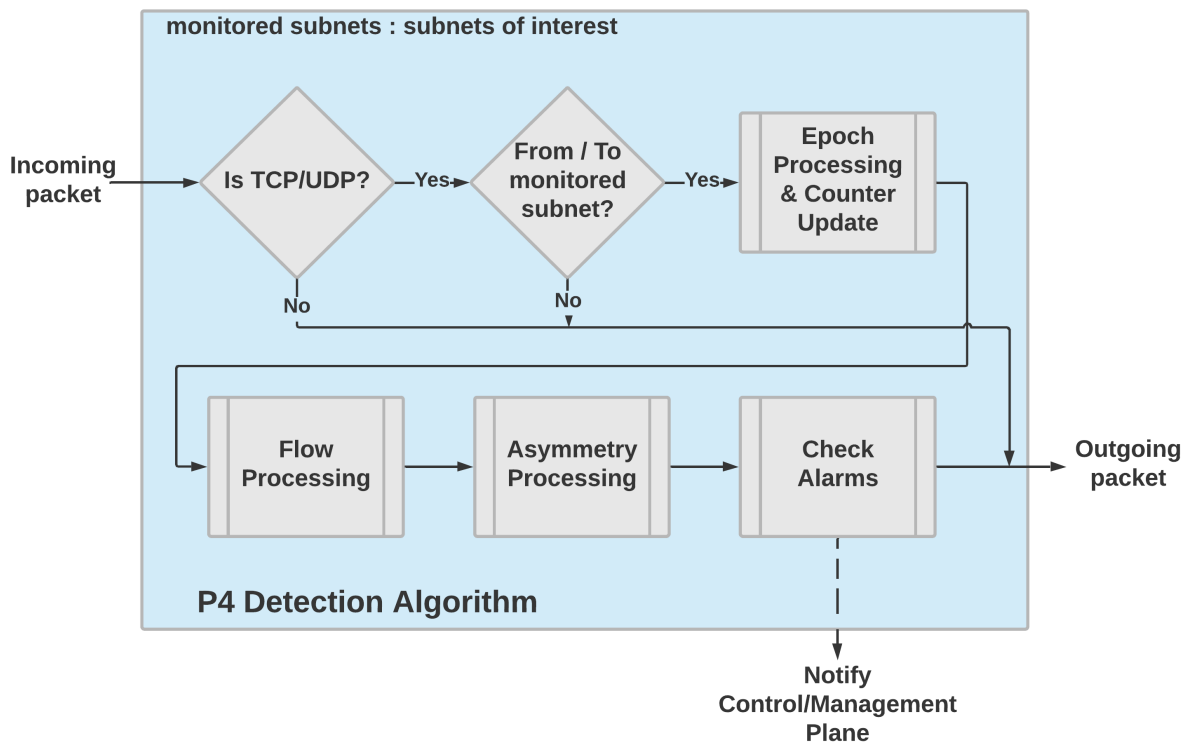 monitored subnets : subnets of interest
Incoming
packet
Is TCP/UDP?
Yes
From / To
monitored
subnet?
Yes
Epoch
Processing
& Counter
Update
No
No
Flow
Processing
Asymmetry
Processing
Check
Alarms
Outgoing
packet
P4 Detection Algorithm
Notify
Control/Management
Plane